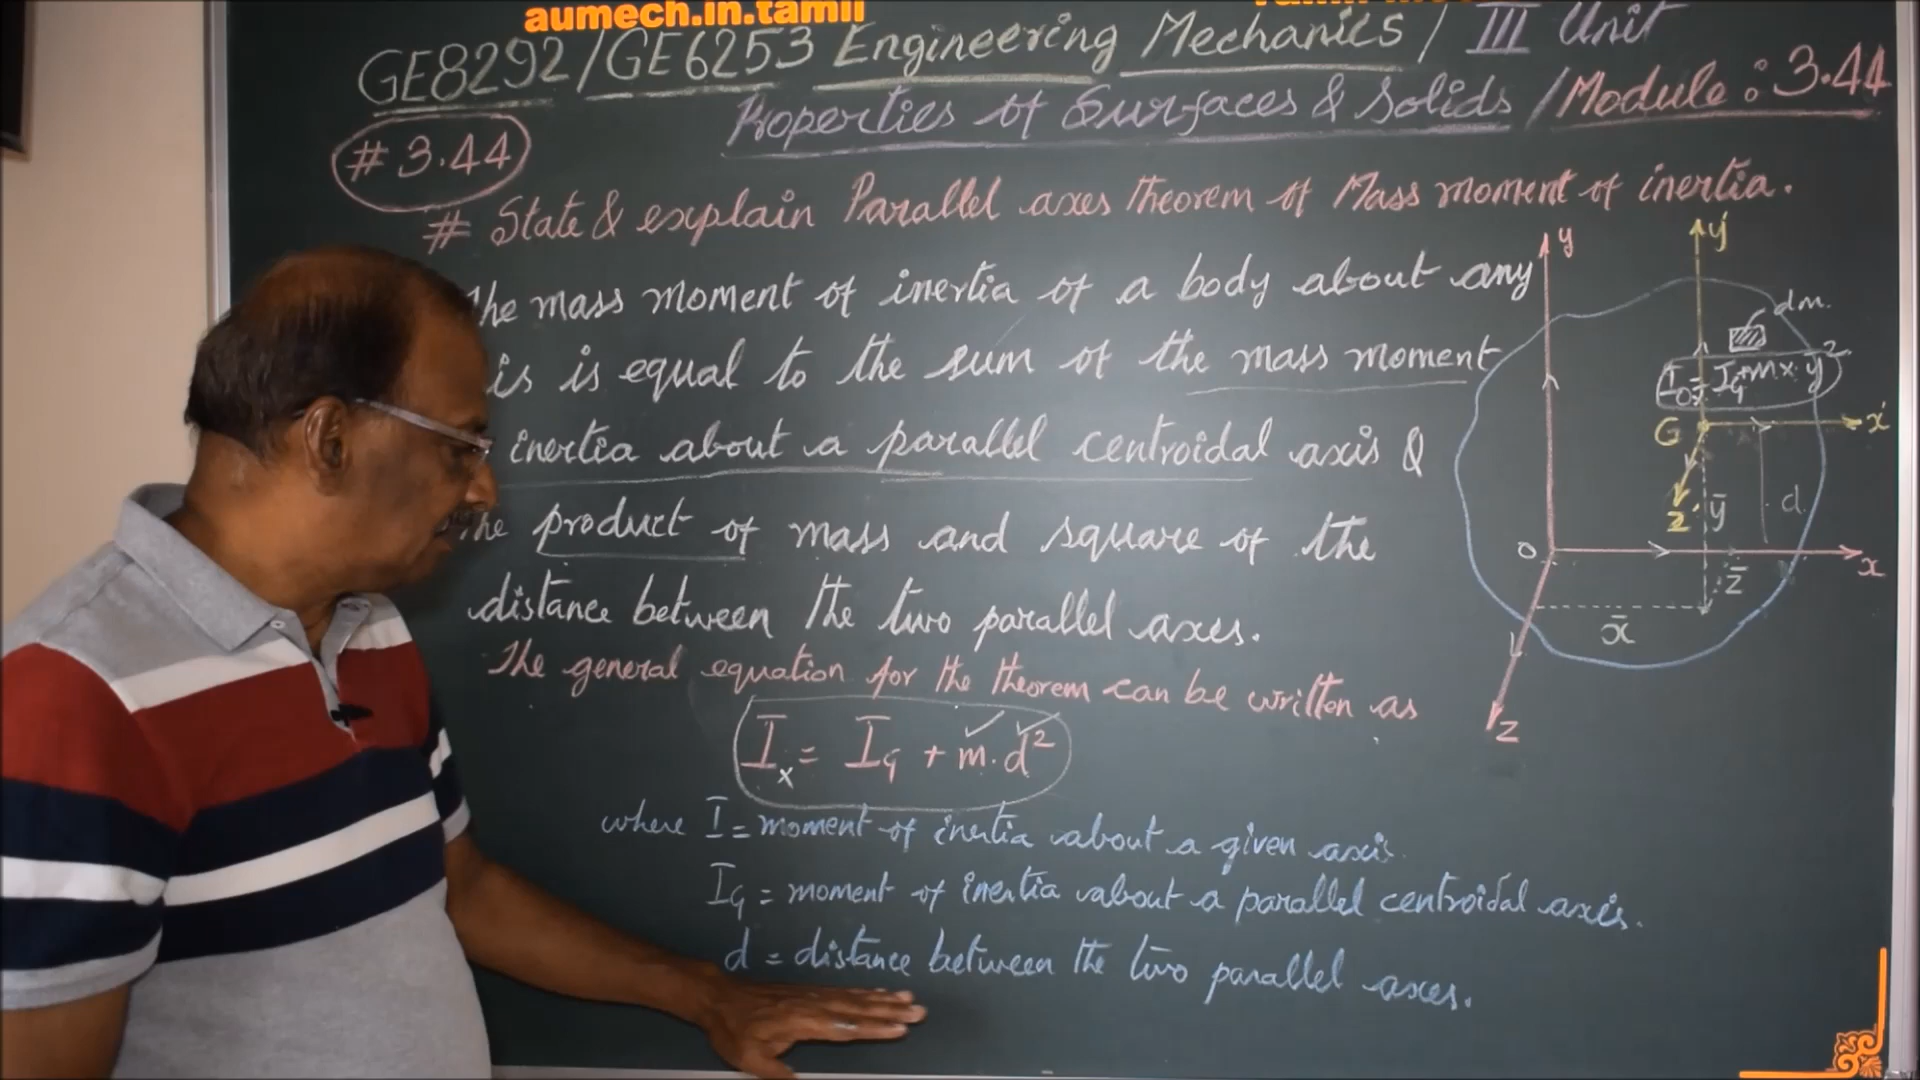 aumech.in.tamil
GE8292/GE6253 Engineering Mechanics/ III Unit
Properties of Surfaces & Solids /Module: 3.44
# 3.44
# State & explain Parallel axes theorem of Mass moment of inertia.
The mass moment of inertia of a body about any
is is equal to the sum of the mass moment
inertia about a parallel centroidal axis &
the product of mass and square of the
distance between the two parallel axes.
The general equation for the theorem can be written as
Ix = IG + m.d²
where I = moment of inertia about a given axis.
IG = moment of inertia about a parallel centroidal axis.
d = distance between the two parallel axes.
y
y'
dm.
G
x'
z'
ȳ
d
o
x
z̄
x̄
z